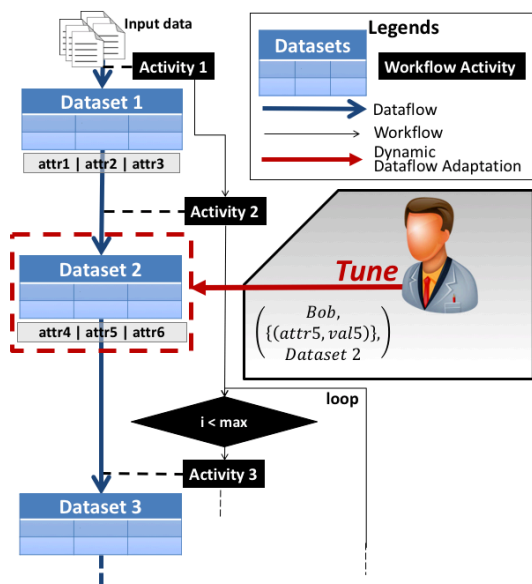 Input data
Activity 1
Dataset 1
attr1 | attr2 | attr3
Activity 2
Dataset 2
attr4 | attr5 | attr6
i < max
loop
Activity 3
Dataset 3
Legends
Datasets
Workflow Activity
Dataflow
Workflow
Dynamic
Dataflow Adaptation
Tune
Bob,
{(attr5, val5)},
Dataset 2